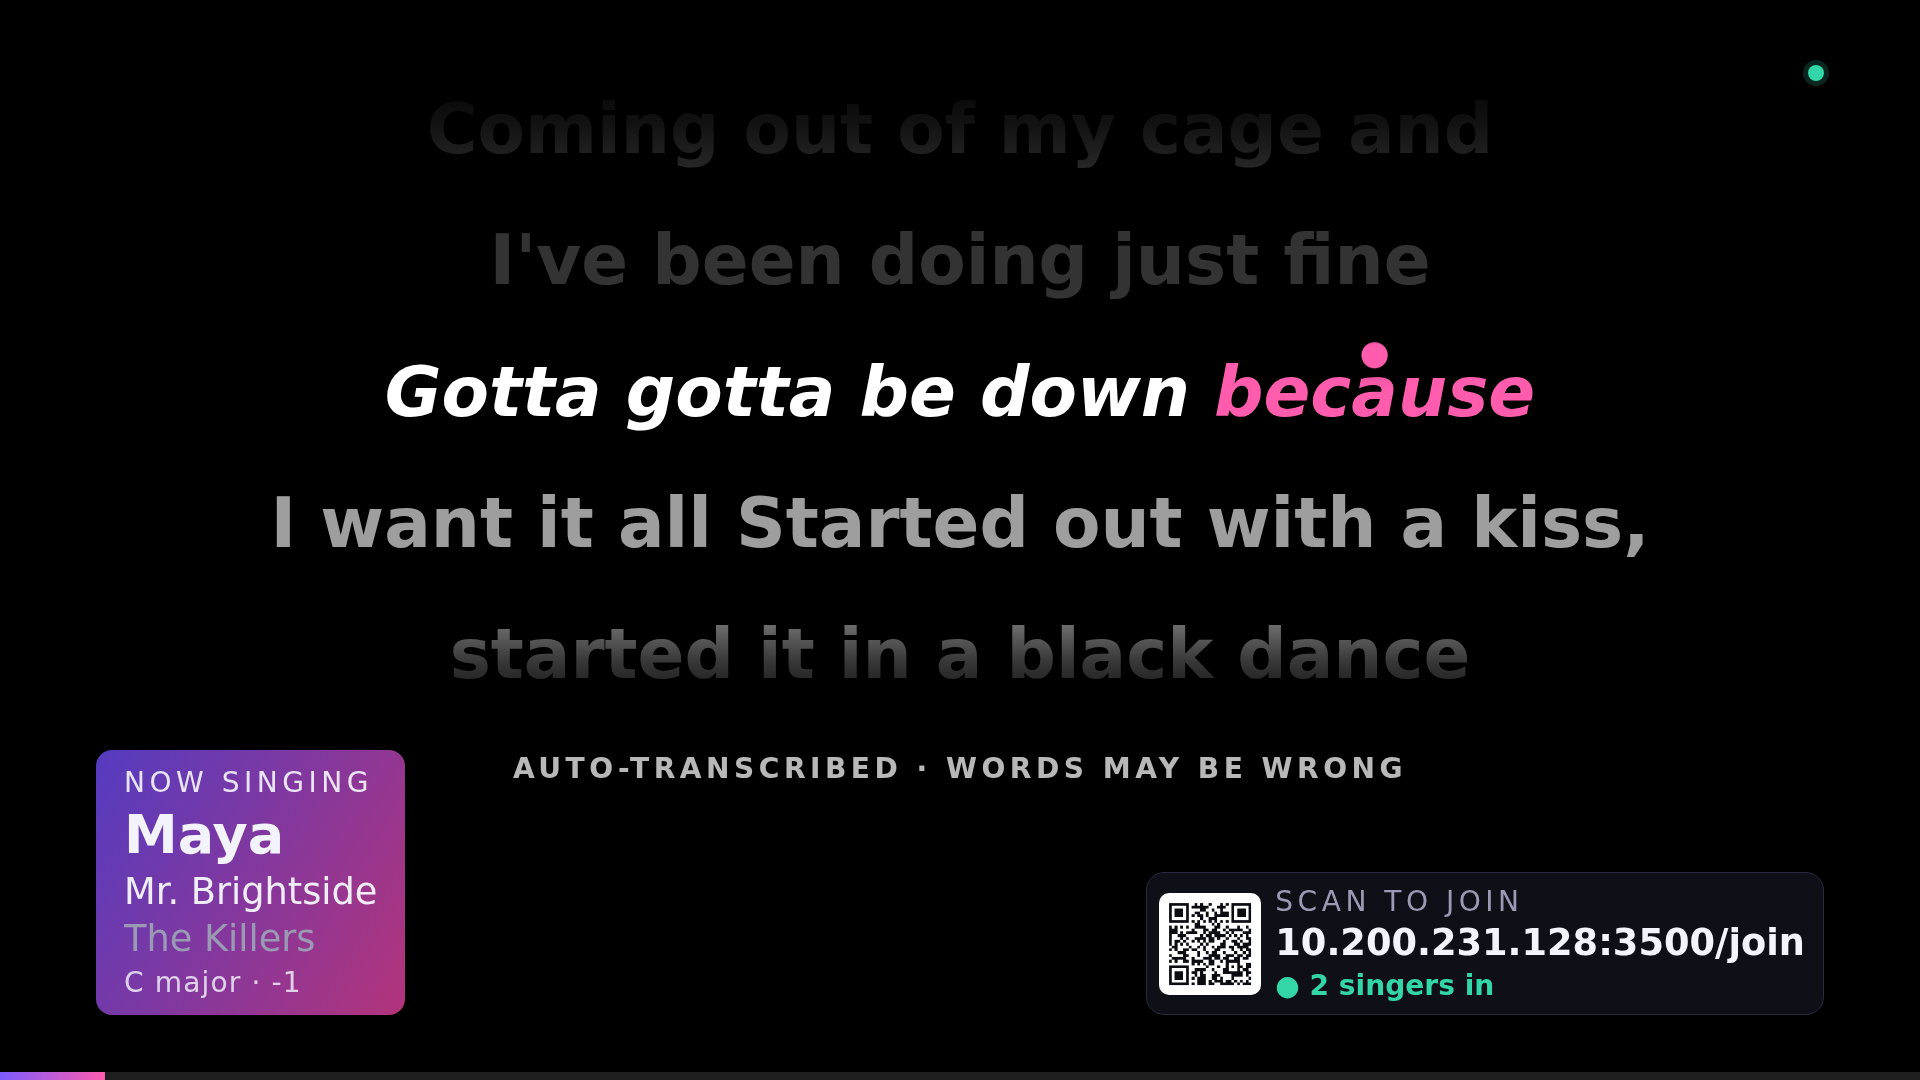 Coming out of my cage and
I've been doing just fine
Gotta gotta be down because
I want it all Started out with a kiss,
started it in a black dance
AUTO-TRANSCRIBED · WORDS MAY BE WRONG
NOW SINGING
Maya
Mr. Brightside
The Killers
C major · -1
SCAN TO JOIN
10.200.231.128:3500/join
2 singers in